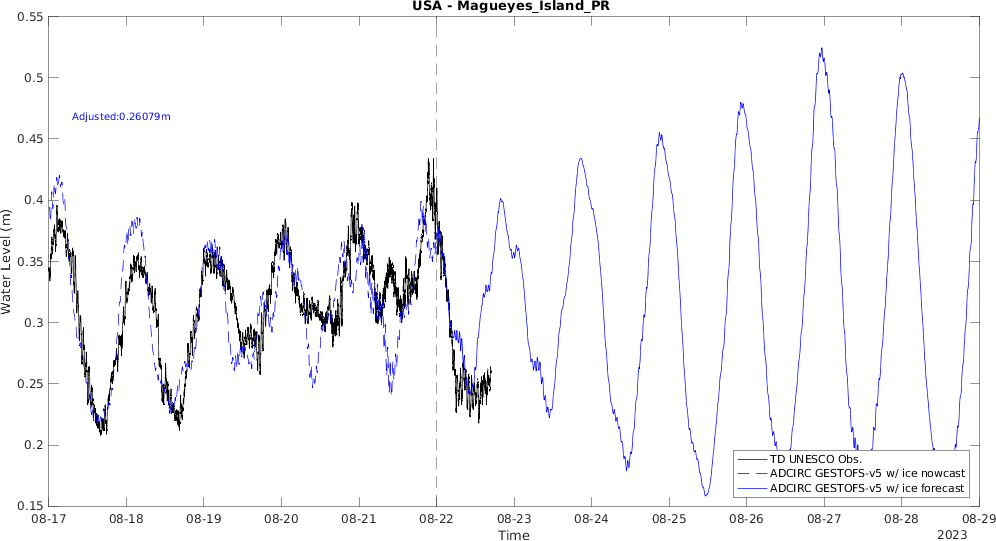 USA - Magueyes_Island_PR
0.55
0.5
0.45
0.4
0.35
0.3
0.25
0.2
0.15
Water Level (m)
Adjusted:0.26079m
TD UNESCO Obs.
ADCIRC GESTOFS-v5 w/ ice nowcast
ADCIRC GESTOFS-v5 w/ ice forecast
08-17 08-18 08-19 08-20 08-21 08-22 08-23 08-24 08-25 08-26 08-27 08-28 08-29
Time
2023